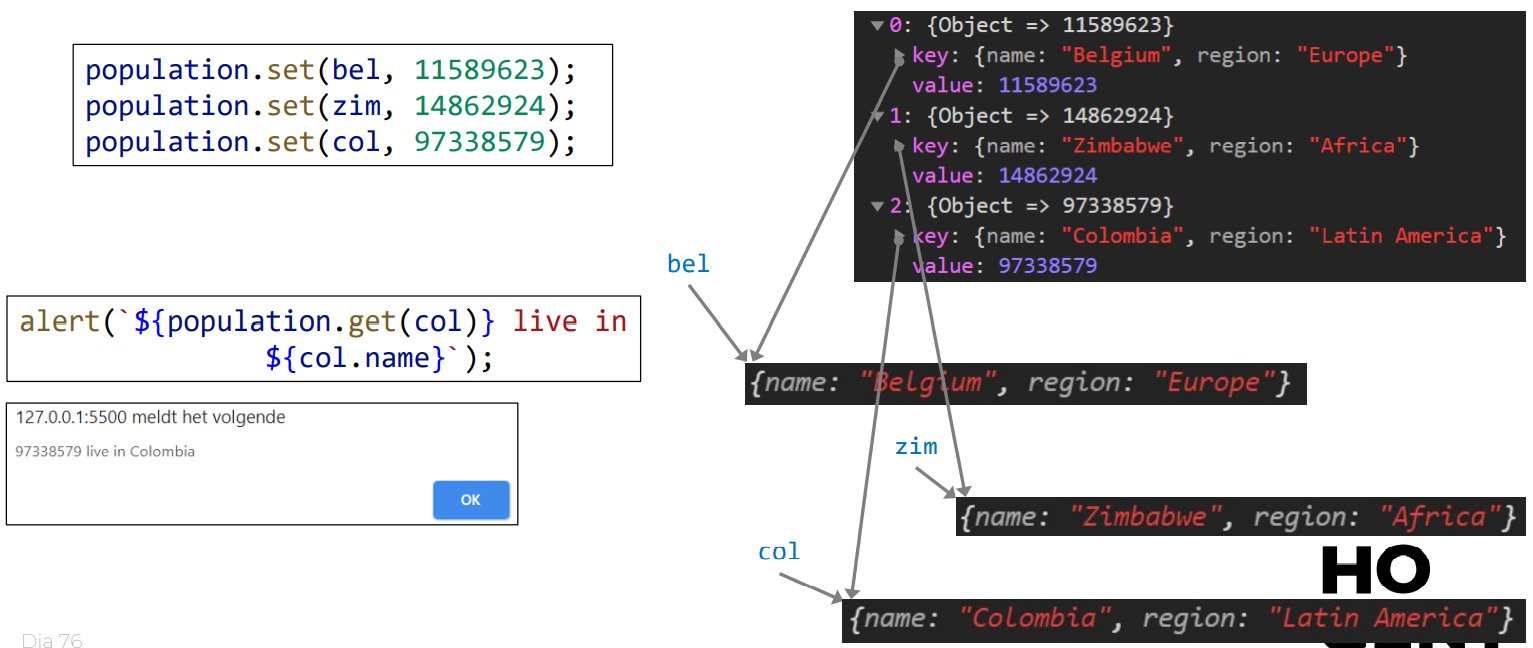 population.set(bel, 11589623);
population.set(zim, 14862924);
population.set(col, 97338579);
alert(`${population.get(col)} live in
${col.name}`);
127.0.0.1:5500 meldt het volgende
97338579 live in Colombia
OK
0: {Object => 11589623}
key: {name: "Belgium", region: "Europe"}
value: 11589623
1: {Object => 14862924}
key: {name: "Zimbabwe", region: "Africa"}
value: 14862924
2: {Object => 97338579}
key: {name: "Colombia", region: "Latin America"}
value: 97338579
bel
{name: "Belgium", region: "Europe"}
zim
{name: "Zimbabwe", region: "Africa"}
col
{name: "Colombia", region: "Latin America"}
HO
Dia 76